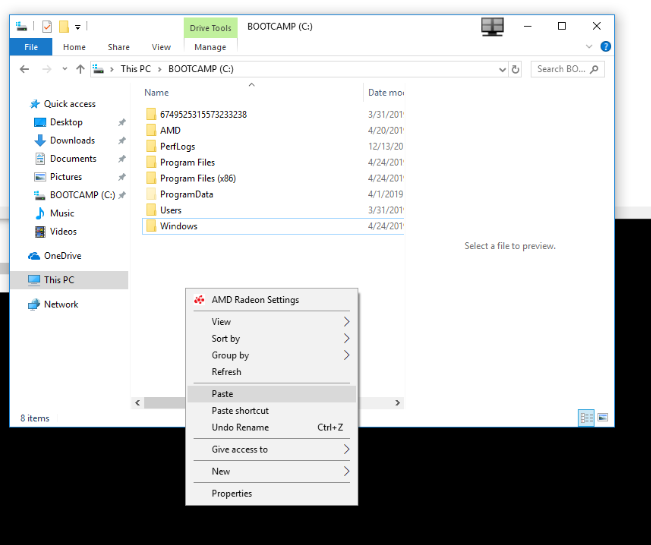 Drive Tools
BOOTCAMP (C:)
File
Home
Share
View
Manage
This PC > BOOTCAMP (C:)
Search BO...
Quick access
Desktop
Downloads
Documents
Pictures
BOOTCAMP (C:)
Music
Videos
OneDrive
This PC
Network
Name
Date mo
6749525315573233238
3/31/201
AMD
4/20/201
PerfLogs
12/13/20
Program Files
4/24/201
Program Files (x86)
4/24/201
ProgramData
4/1/2019
Users
3/31/201
Windows
4/24/201
Select a file to preview.
AMD Radeon Settings
View
Sort by
Group by
Refresh
Paste
Paste shortcut
Undo Rename Ctrl+Z
Give access to
New
Properties
8 items